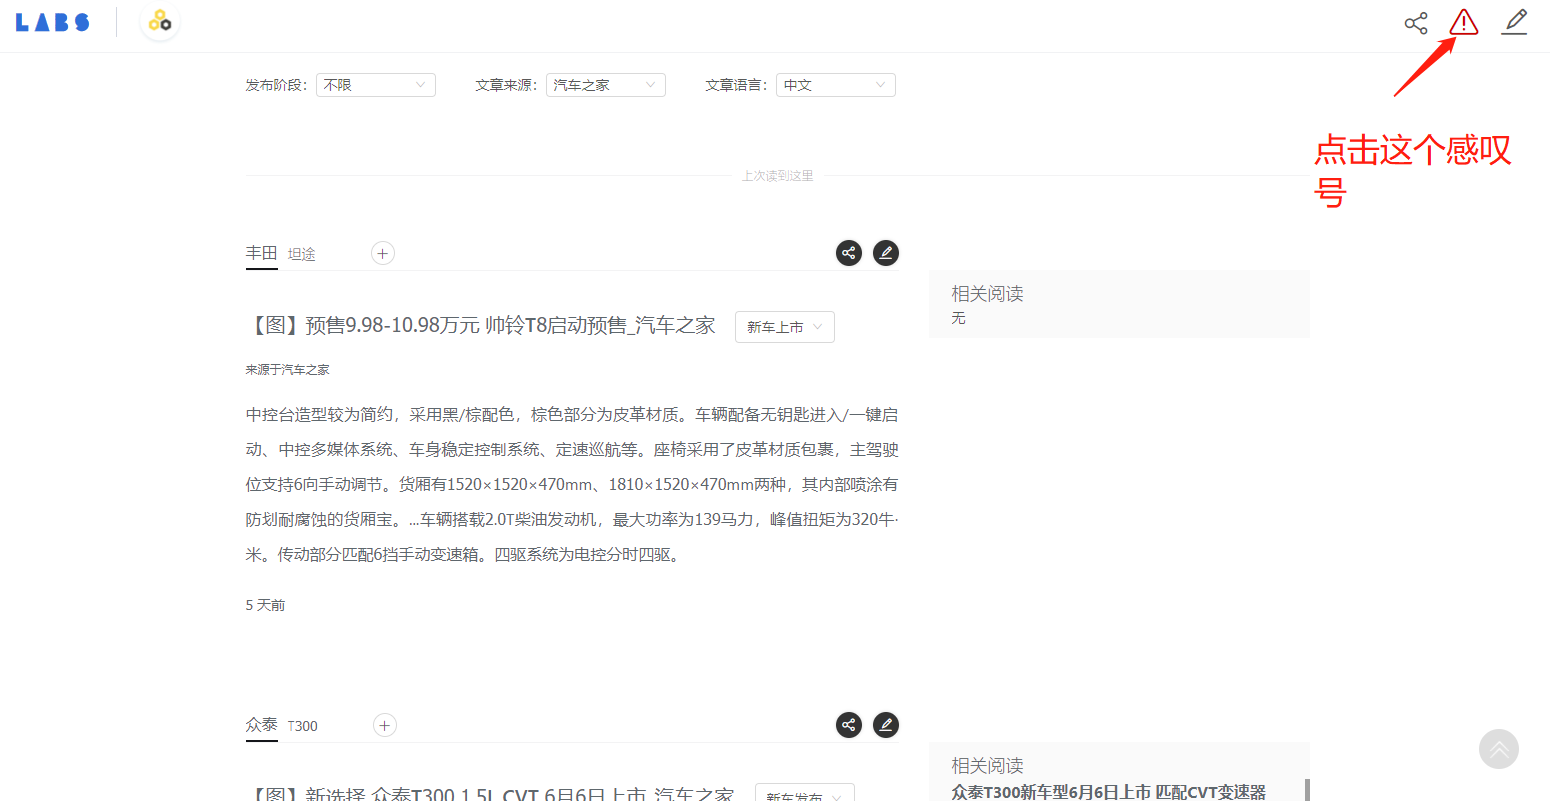 LABS
发布阶段： 不限 文章来源： 汽车之家 文章语言： 中文
点击这个感叹
号
上次读到这里
丰田 坦途
【图】预售9.98-10.98万元 帅铃T8启动预售_汽车之家 新车上市
来源于汽车之家
中控台造型较为简约，采用黑/棕配色，棕色部分为皮革材质。车辆配备无钥匙进入/一键启
动、中控多媒体系统、车身稳定控制系统、定速巡航等。座椅采用了皮革材质包裹，主驾驶
位支持6向手动调节。货厢有1520×1520×470mm、1810×1520×470mm两种，其内部喷涂有
防划耐腐蚀的货厢宝。...车辆搭载2.0T柴油发动机，最大功率为139马力，峰值扭矩为320牛·
米。传动部分匹配6挡手动变速箱。四驱系统为电控分时四驱。
5 天前
相关阅读
无
众泰 T300
【图】新选择 众泰T300 1.5L CVT 6月6日上市_汽车之家 新车发布
相关阅读
众泰T300新车型6月6日上市 匹配CVT变速器